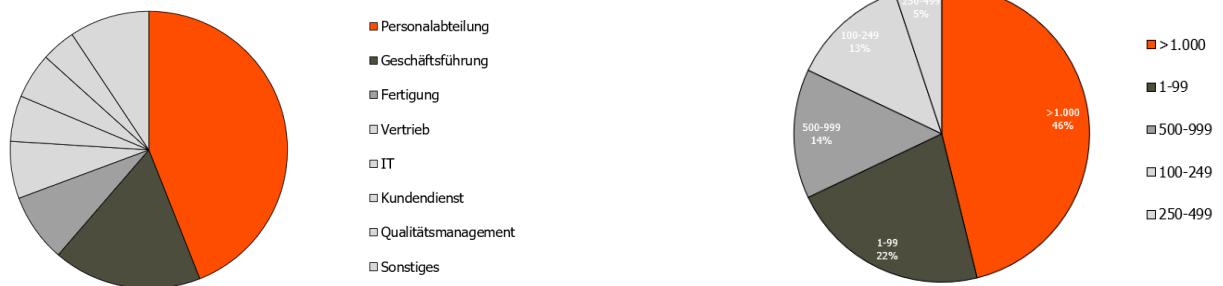 Personalabteilung
Geschäftsführung
Fertigung
Vertrieb
IT
Kundendienst
Qualitätsmanagement
Sonstiges
250-499
5%
100-249
13%
500-999
14%
1-99
22%
>1.000
46%
>1.000
1-99
500-999
100-249
250-499